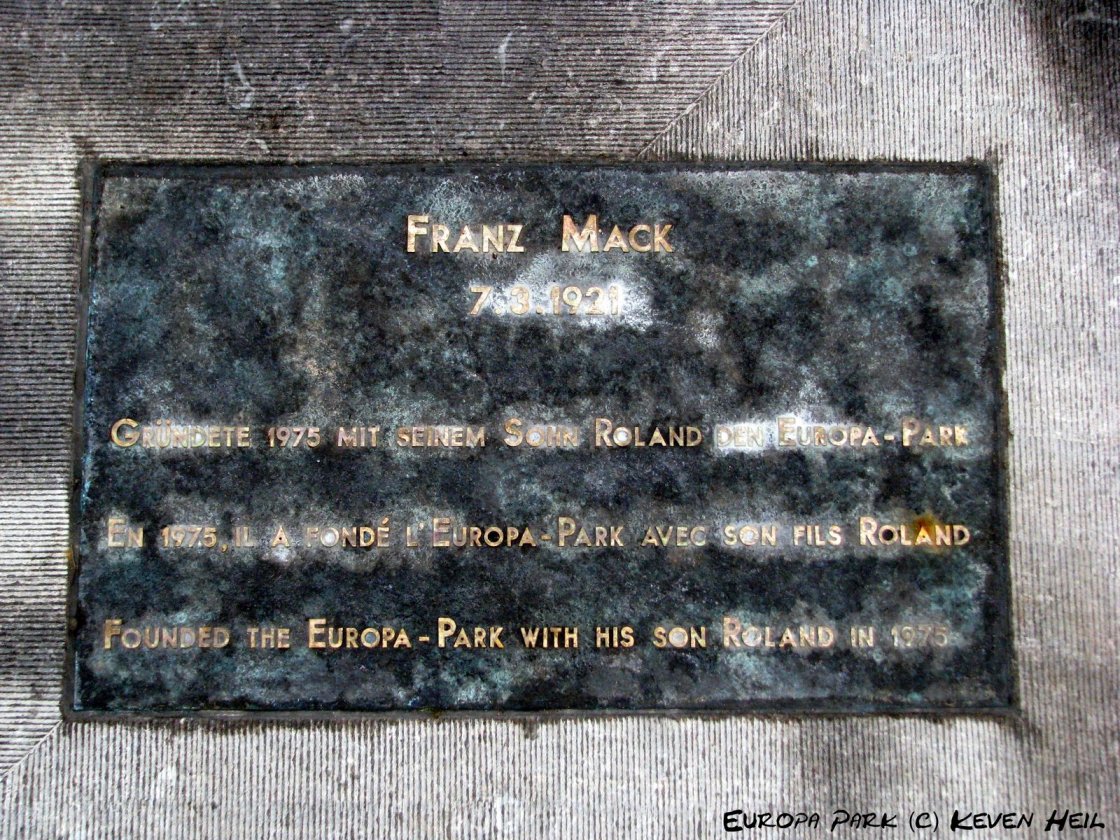 Franz Mack
7.3.1921
Gründete 1975 mit seinem Sohn Roland den Europa-Park
En 1975, il a fondé l'Europa-Park avec son fils Roland
Founded the Europa-Park with his son Roland in 1975
Europa Park (C) Keven Heil